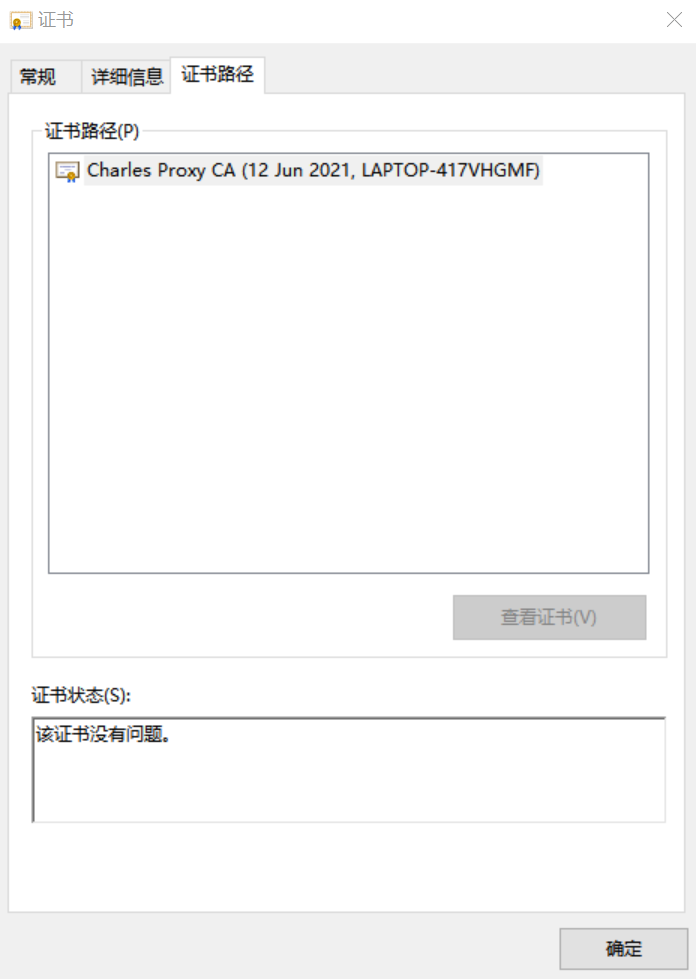 证书
常规
详细信息
证书路径
证书路径(P)
Charles Proxy CA (12 Jun 2021, LAPTOP-417VHGMF)
查看证书(V)
证书状态(S):
该证书没有问题。
确定